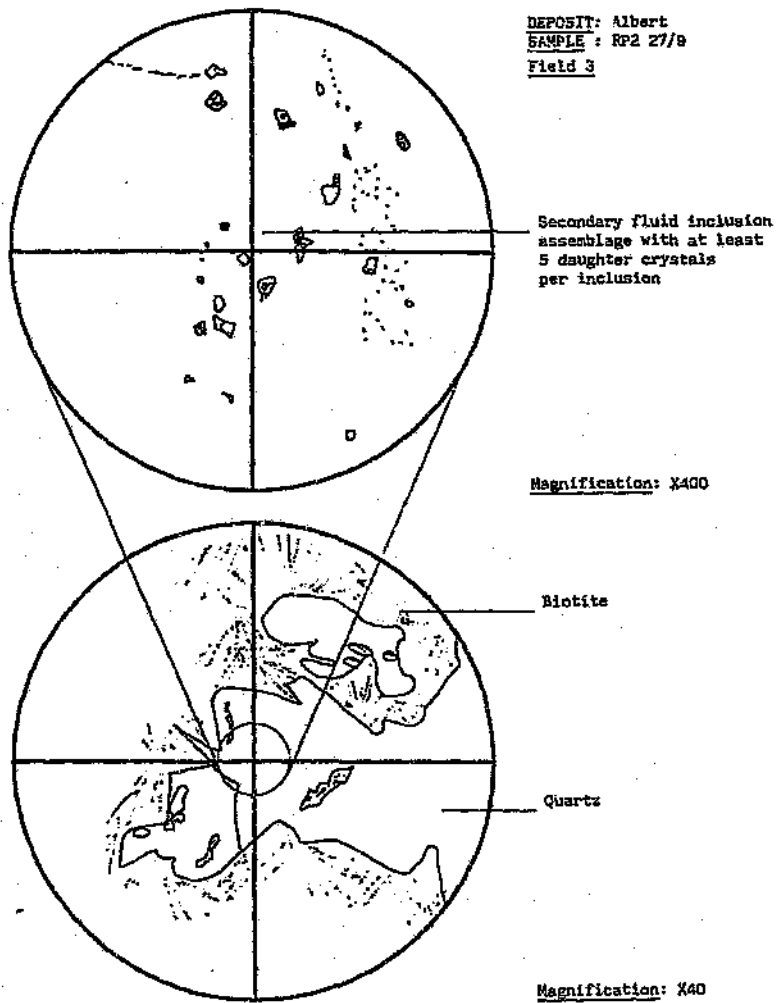 DEPOSIT: Albert
SAMPLE : RP2 27/9
Field 3
Secondary fluid inclusion
assemblage with at least
5 daughter crystals
per inclusion
Magnification: X400
Biotite
Quartz
Magnification: X40